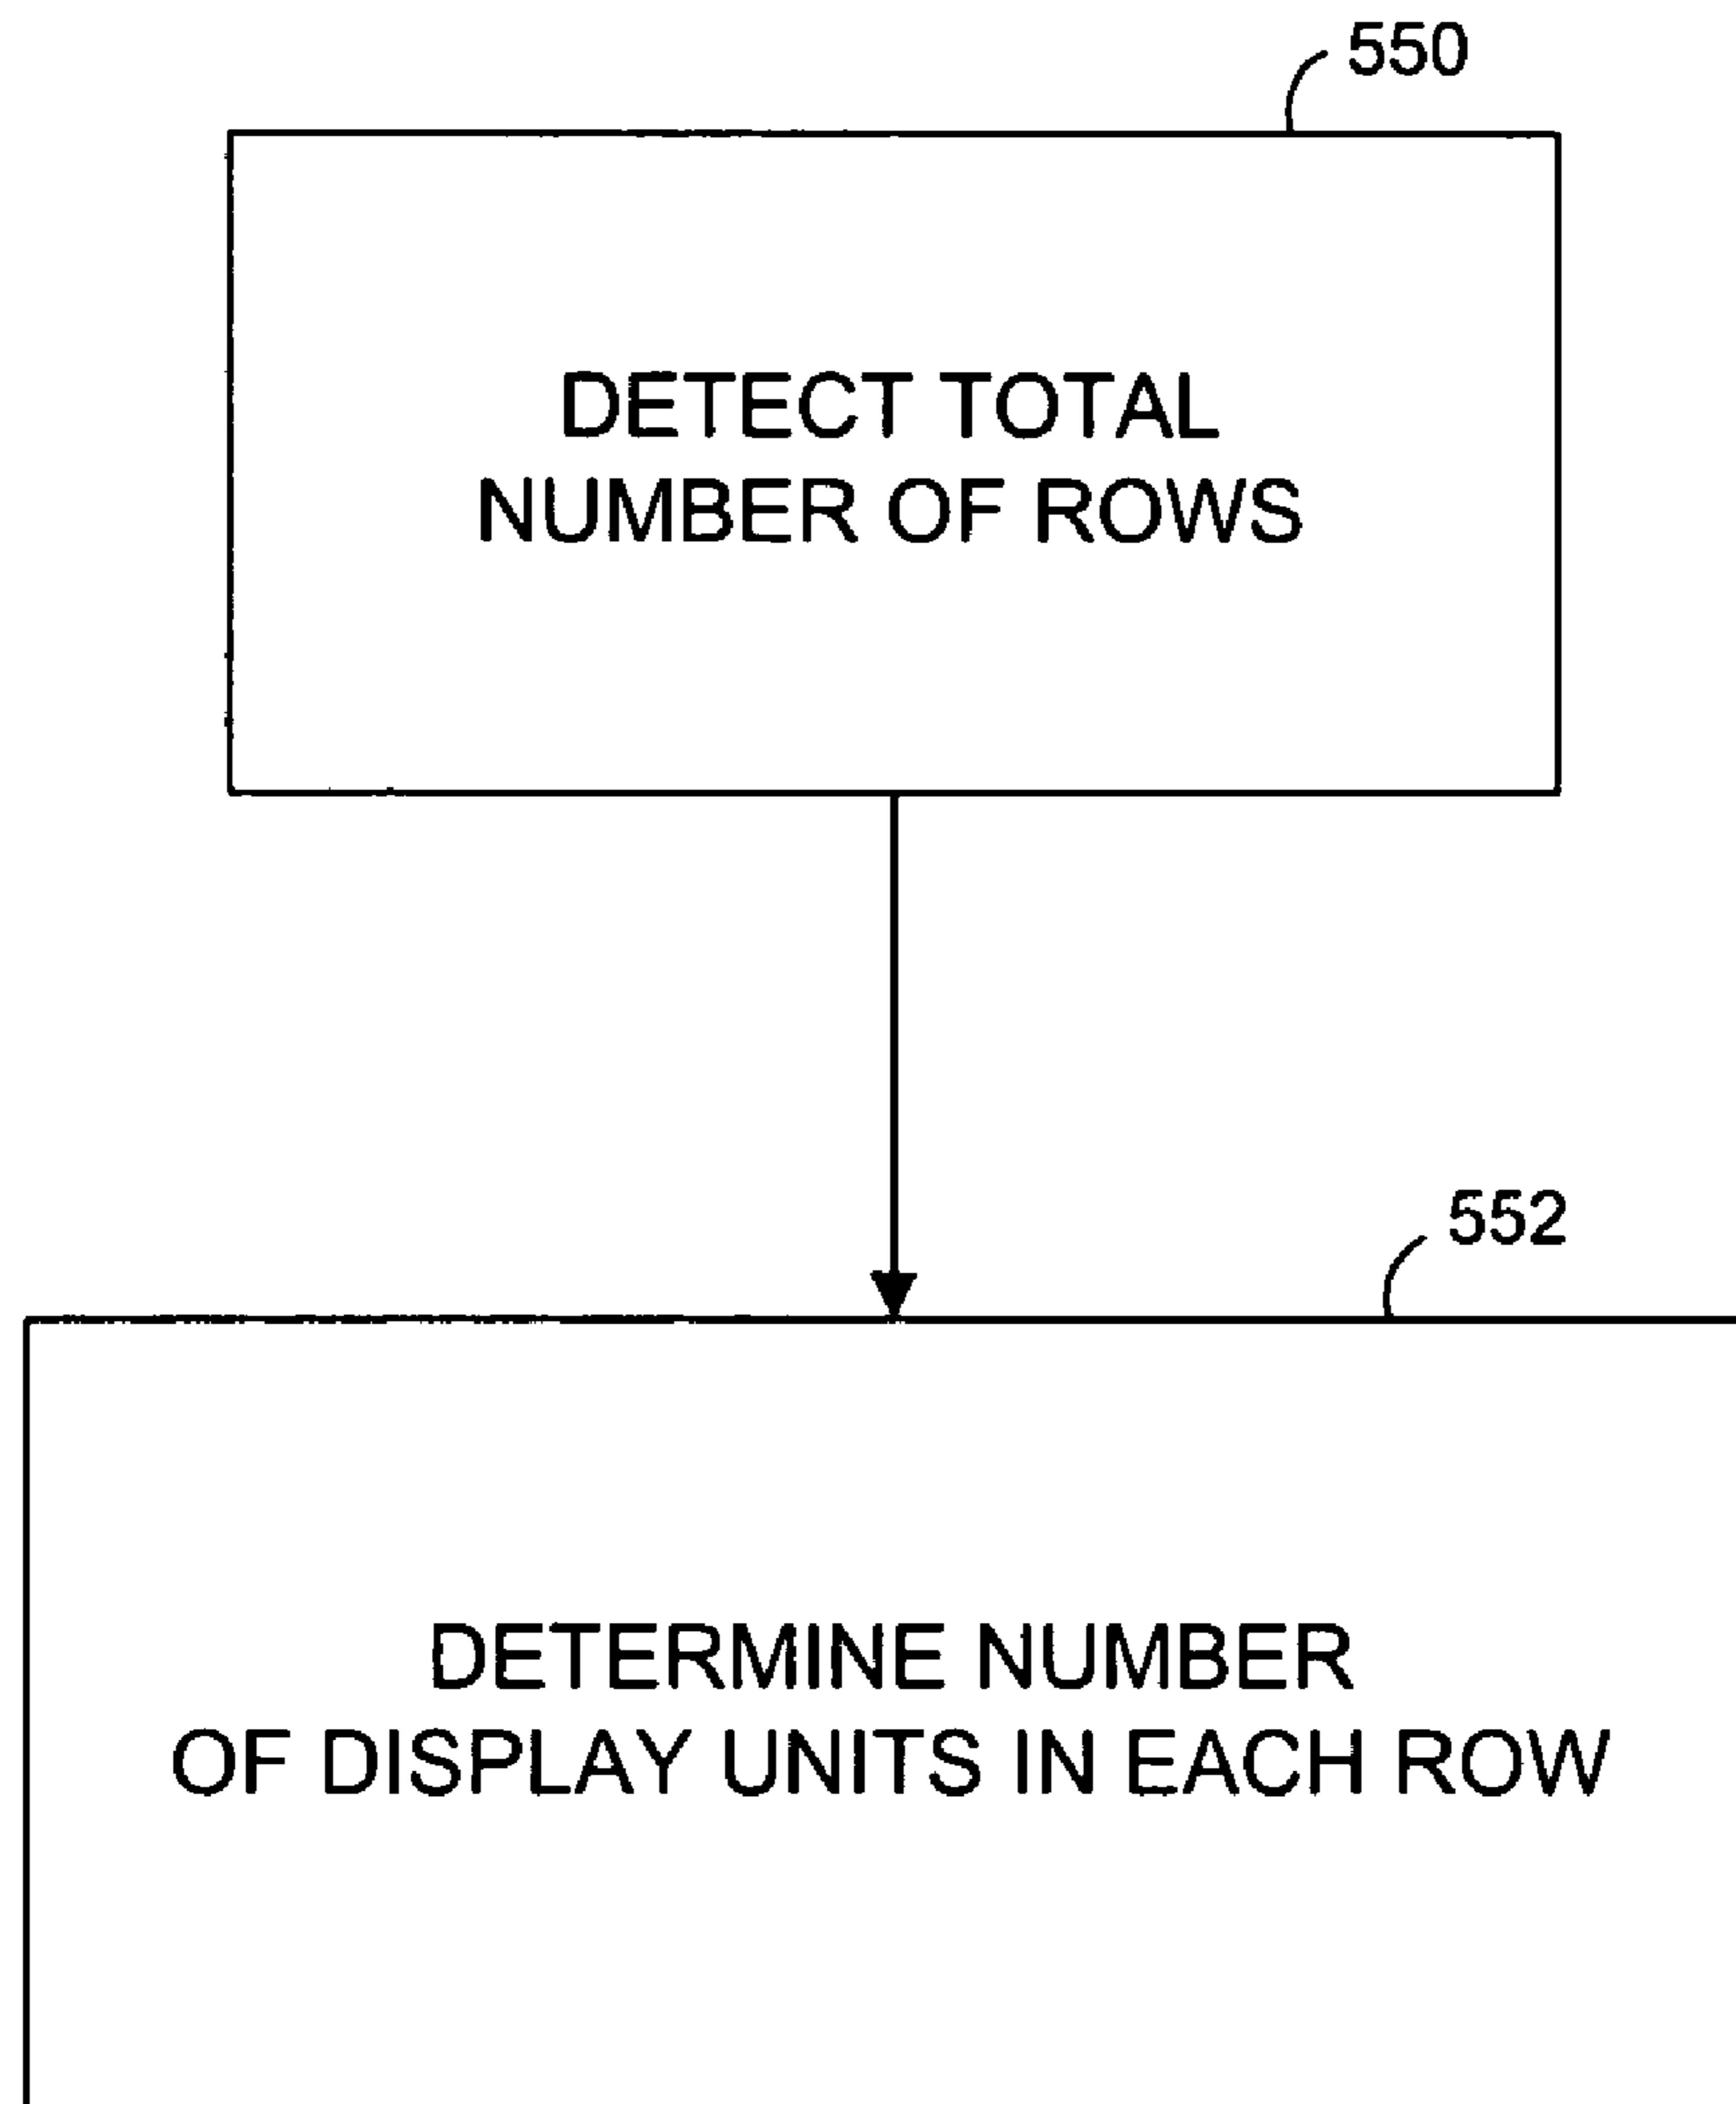 550
DETECT TOTAL
NUMBER OF ROWS
552
DETERMINE NUMBER
OF DISPLAY UNITS IN EACH ROW